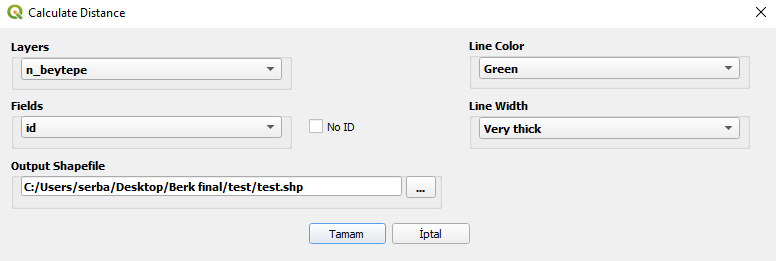 Calculate Distance
Layers
n_beytepe
Line Color
Green
Fields
id
No ID
Line Width
Very thick
Output Shapefile
C:/Users/serba/Desktop/Berk final/test/test.shp
...
Tamam
İptal